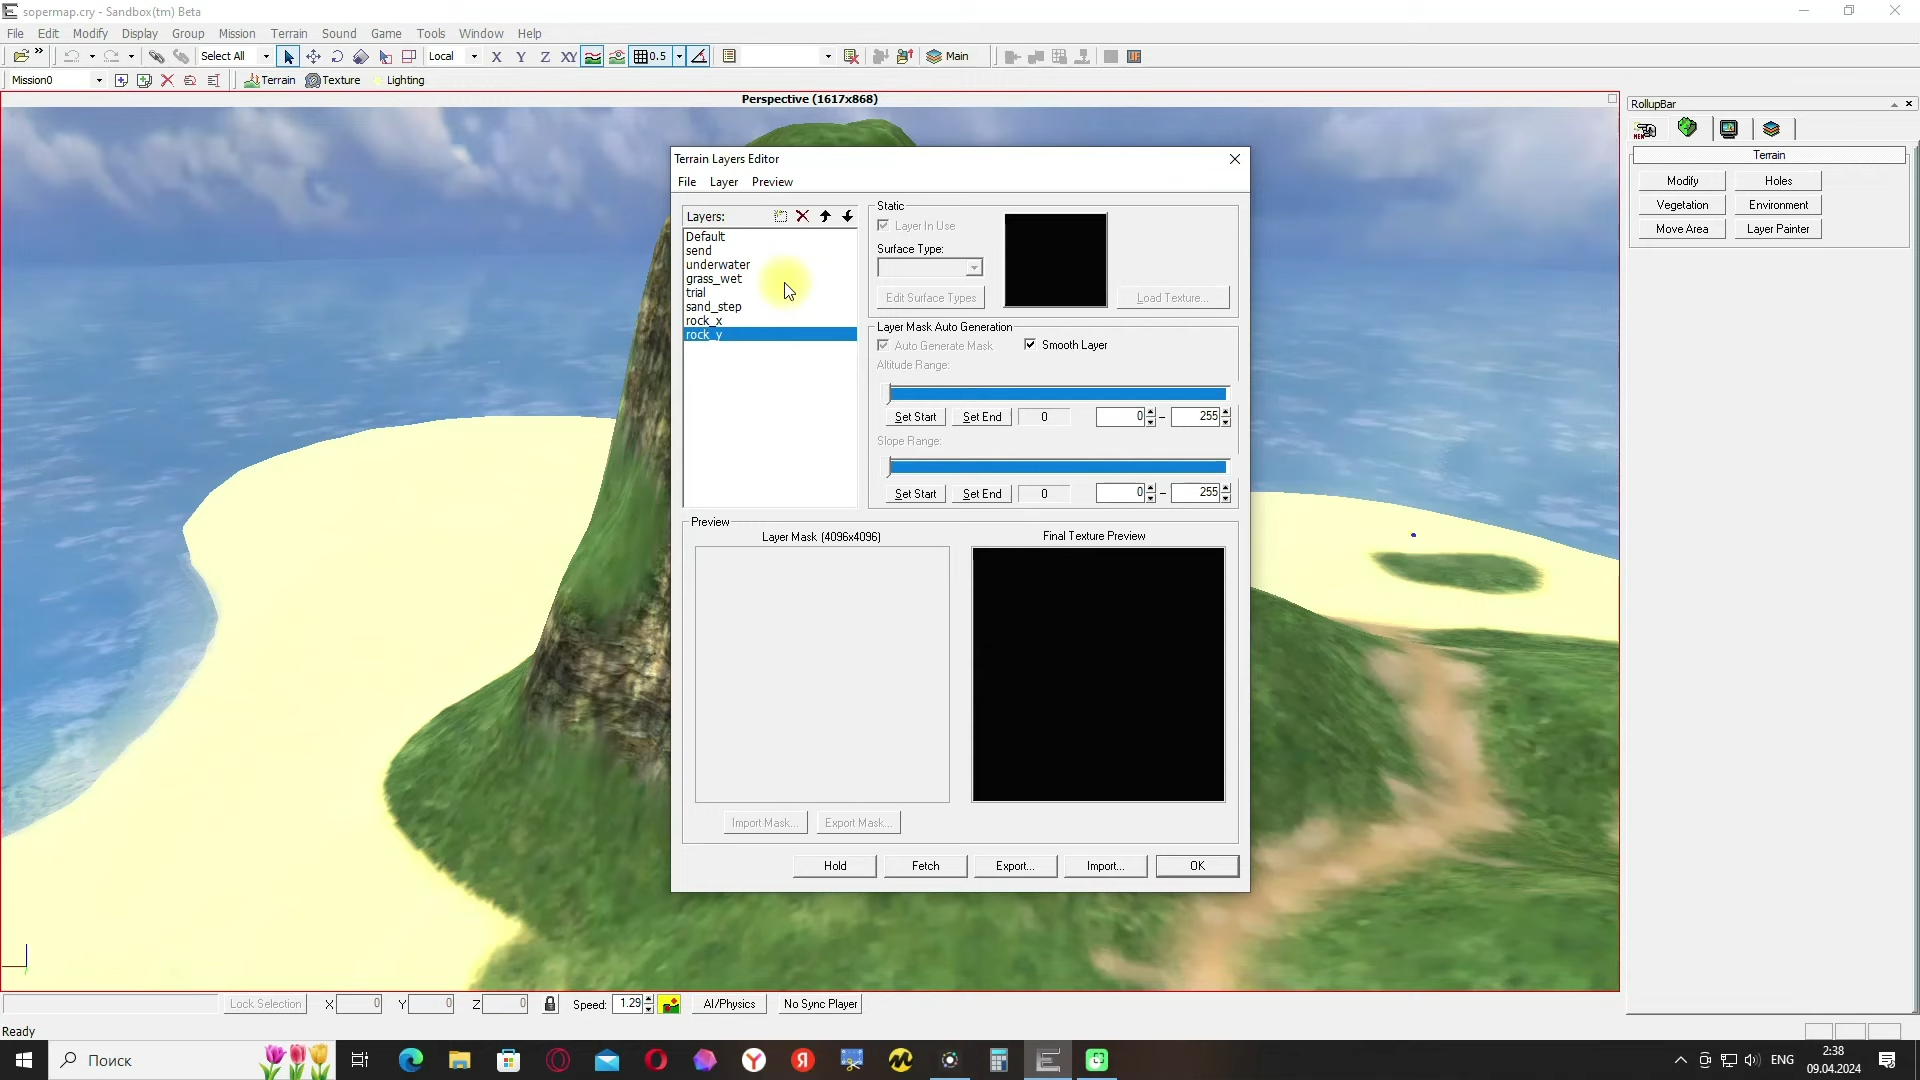 sopermap.cry - Sandbox(tm) Beta
File Edit Modify Display Group Mission Terrain Sound Game Tools Window Help
Select All Local X Y Z XY 0.5 Main
Mission0 Terrain Texture Lighting
Perspective (1617x868)
RollupBar
Terrain
Modify Holes
Vegetation Environment
Move Area Layer Painter
Terrain Layers Editor
File Layer Preview
Layers:
Default
send
underwater
grass_wet
trial
sand_step
rock_x
rock_y
Static
Layer In Use
Surface Type:
Edit Surface Types
Load Texture...
Layer Mask Auto Generation
Auto Generate Mask Smooth Layer
Altitude Range:
Set Start Set End 0 0 - 255
Slope Range:
Set Start Set End 0 0 - 255
Preview
Layer Mask (4096x4096) Final Texture Preview
Import Mask... Export Mask...
Hold Fetch Export... Import... OK
Lock Selection X 0 Y 0 Z 0 Speed: 1.29 AI/Physics No Sync Player
Ready
Поиск
ENG
2:38
09.04.2024